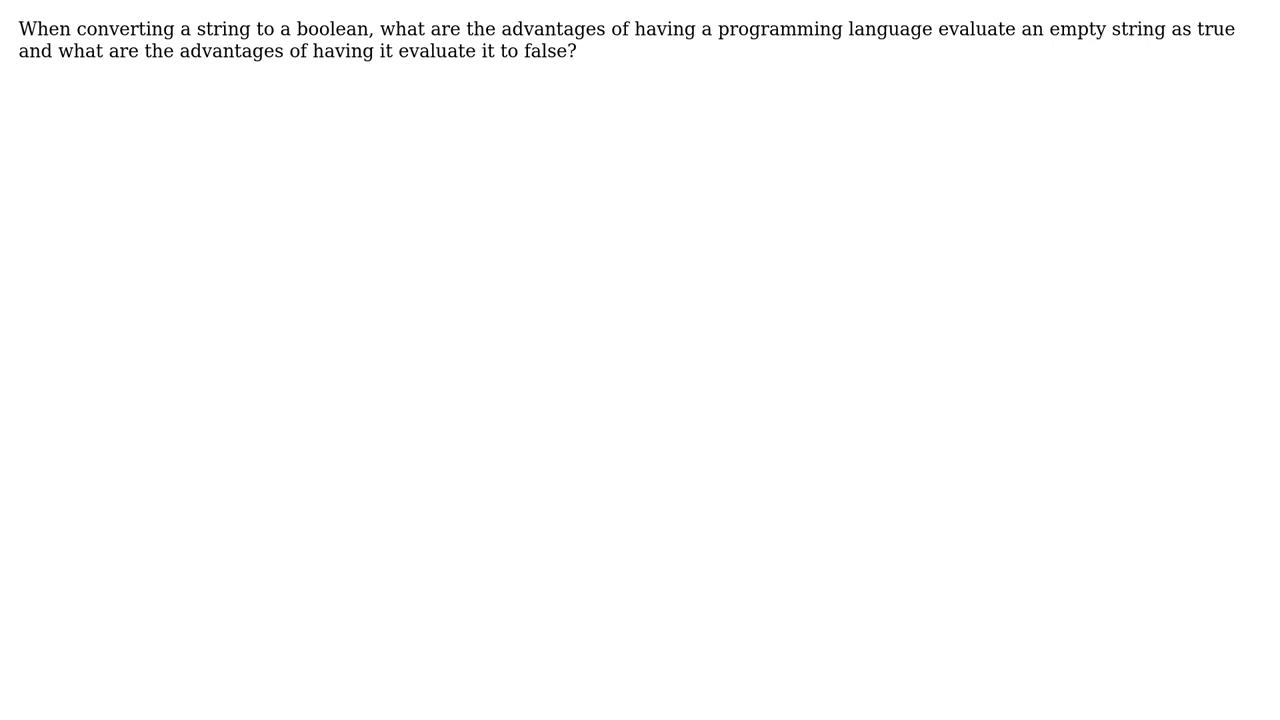 When converting a string to a boolean, what are the advantages of having a programming language evaluate an empty string as true
and what are the advantages of having it evaluate it to false?